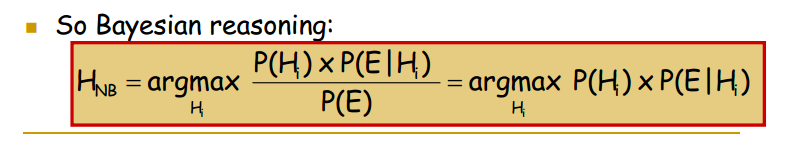 So Bayesian reasoning:
H_NB = argmax_{H_i} (P(H_i) x P(E|H_i)) / P(E) = argmax_{H_i} P(H_i) x P(E|H_i)